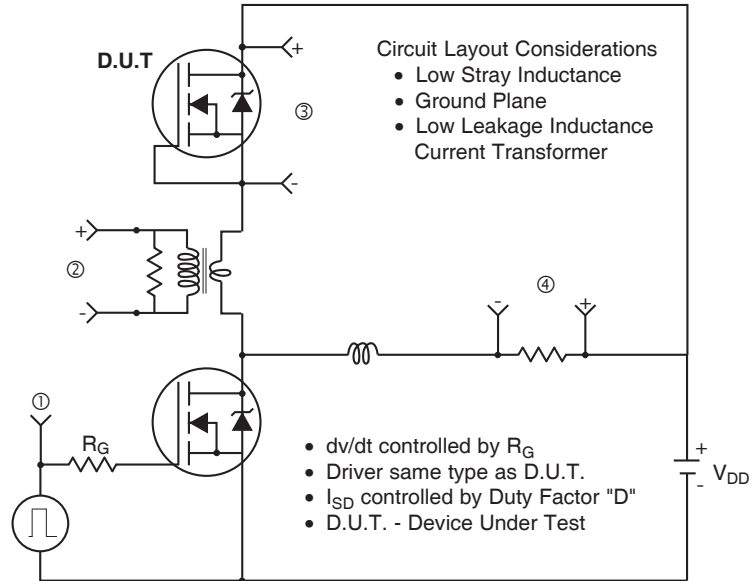 D.U.T
+
Circuit Layout Considerations
• Low Stray Inductance
• Ground Plane
• Low Leakage Inductance
Current Transformer
③
-
+
②
-
④
-
+
①
R_G
• dv/dt controlled by R_G
• Driver same type as D.U.T.
• I_SD controlled by Duty Factor "D"
• D.U.T. - Device Under Test
+
V_DD
-